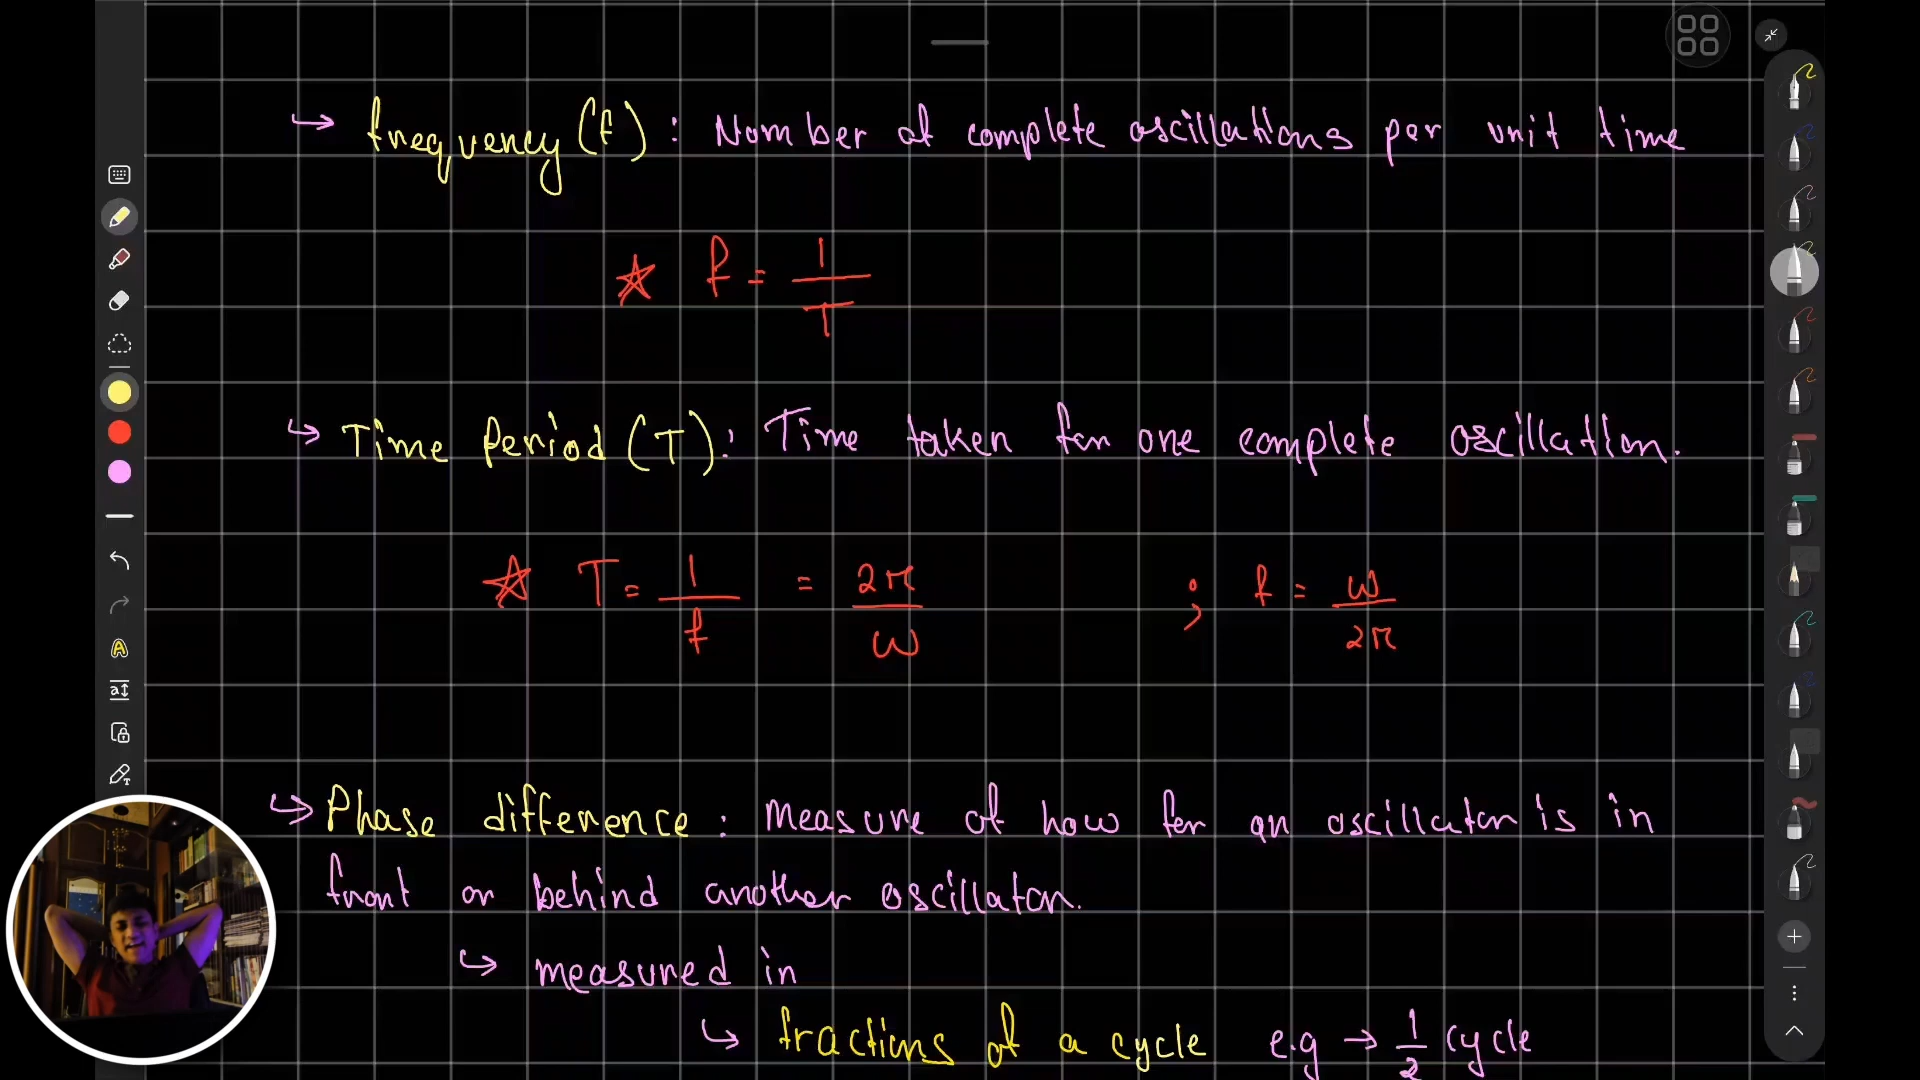 ↪ frequency (f) : Number of complete oscillations per unit time
☆ f = 1/T
↪ Time Period (T) : Time taken for one complete oscillation.
☆ T = 1/f = 2π/ω ; f = ω/2π
↪ Phase difference : measure of how far an oscillator is in
front or behind another oscillator.
↪ measured in
↪ fractions of a cycle e.g → 1/2 cycle